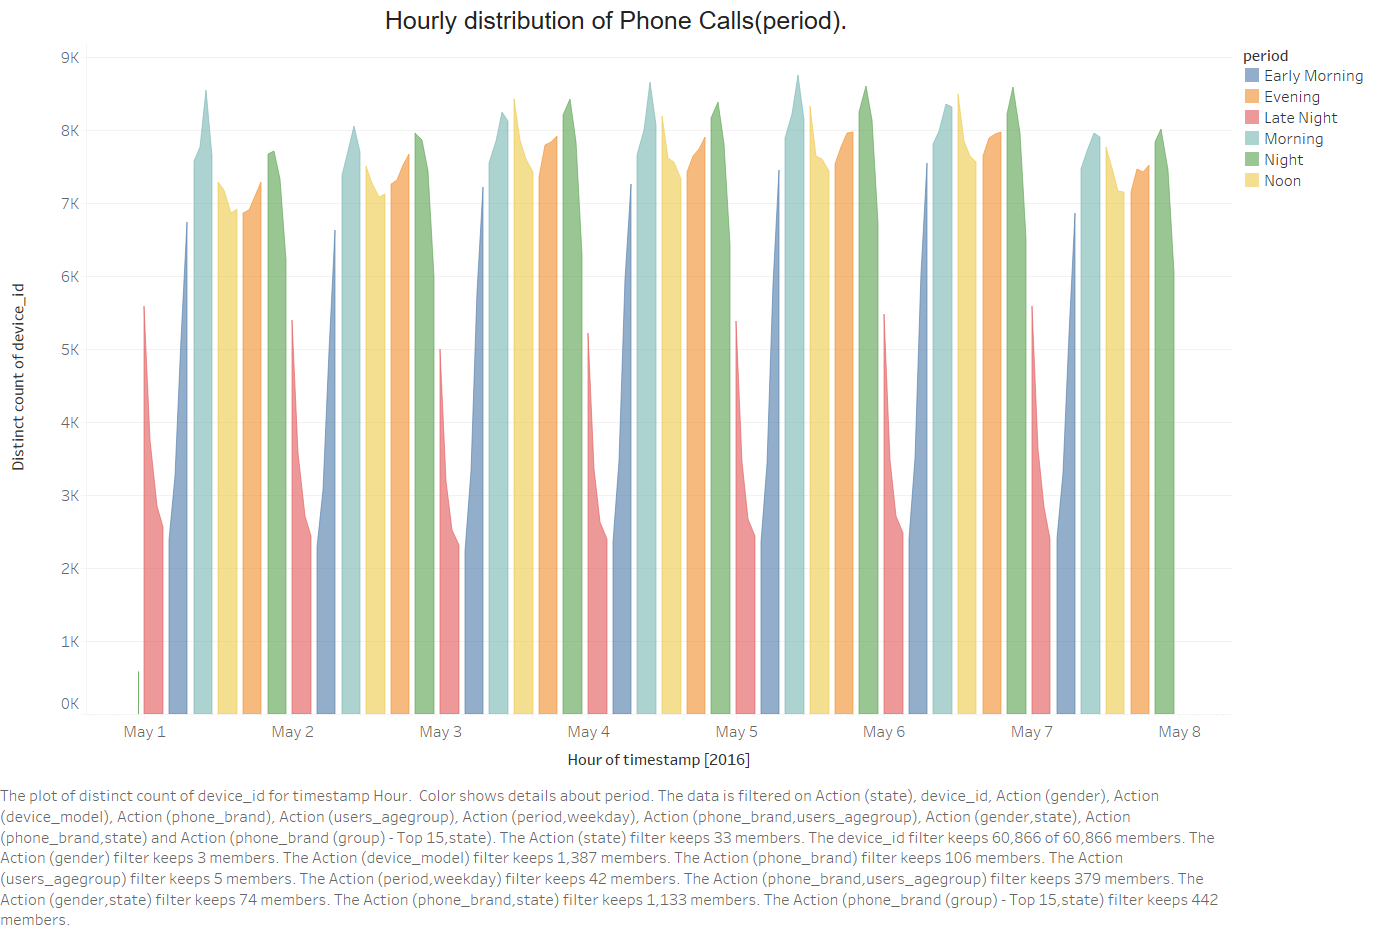 Hourly distribution of Phone Calls(period).
9K
8K
7K
6K
5K
4K
3K
2K
1K
0K
Distinct count of device_id
May 1
May 2
May 3
May 4
May 5
May 6
May 7
May 8
Hour of timestamp [2016]
period
Early Morning
Evening
Late Night
Morning
Night
Noon
The plot of distinct count of device_id for timestamp Hour.  Color shows details about period. The data is filtered on Action (state), device_id, Action (gender), Action
(device_model), Action (phone_brand), Action (users_agegroup), Action (period,weekday), Action (phone_brand,users_agegroup), Action (gender,state), Action
(phone_brand,state) and Action (phone_brand (group) - Top 15,state). The Action (state) filter keeps 33 members. The device_id filter keeps 60,866 of 60,866 members. The
Action (gender) filter keeps 3 members. The Action (device_model) filter keeps 1,387 members. The Action (phone_brand) filter keeps 106 members. The Action
(users_agegroup) filter keeps 5 members. The Action (period,weekday) filter keeps 42 members. The Action (phone_brand,users_agegroup) filter keeps 379 members. The
Action (gender,state) filter keeps 74 members. The Action (phone_brand,state) filter keeps 1,133 members. The Action (phone_brand (group) - Top 15,state) filter keeps 442
members.